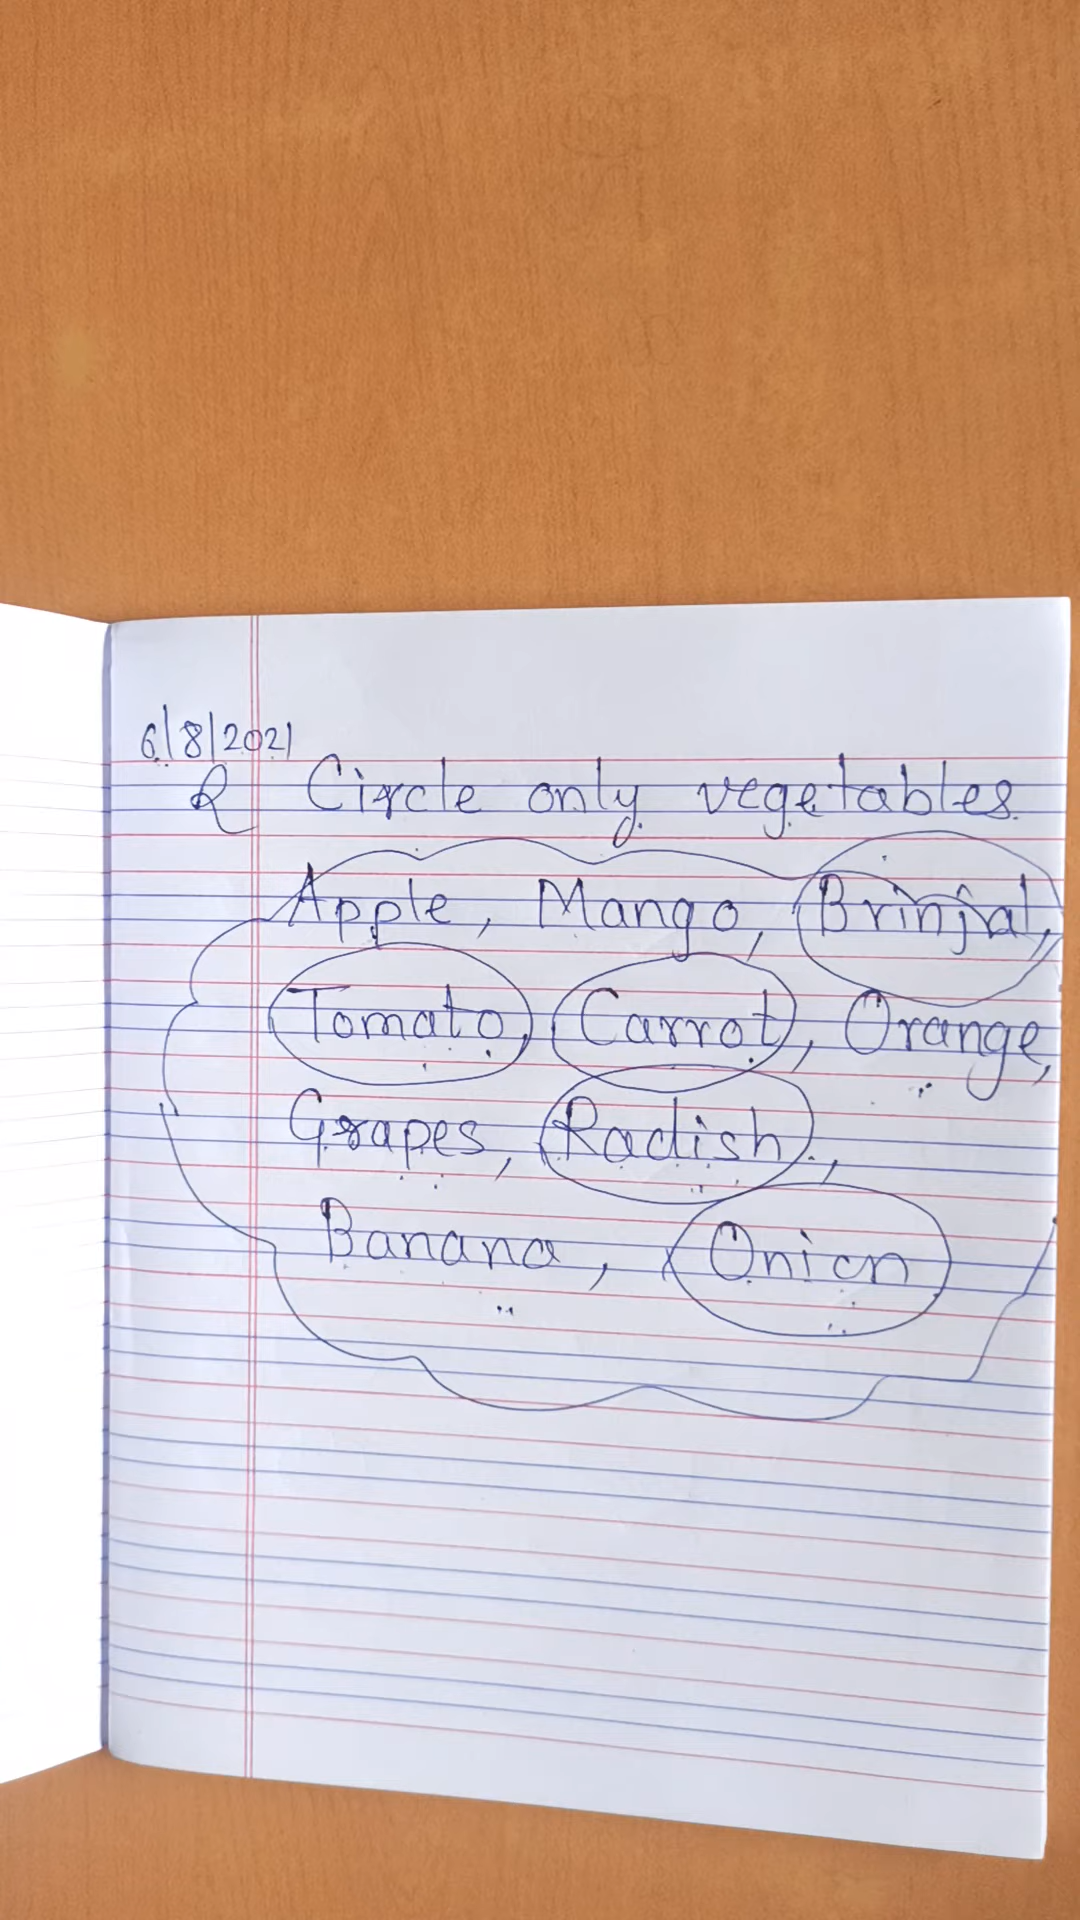 6/8/2021
Q Circle only vegetables.
Apple, Mango, Brinjal,
Tomato, Carrot, Orange,
Grapes, Radish,
Banana, Onion